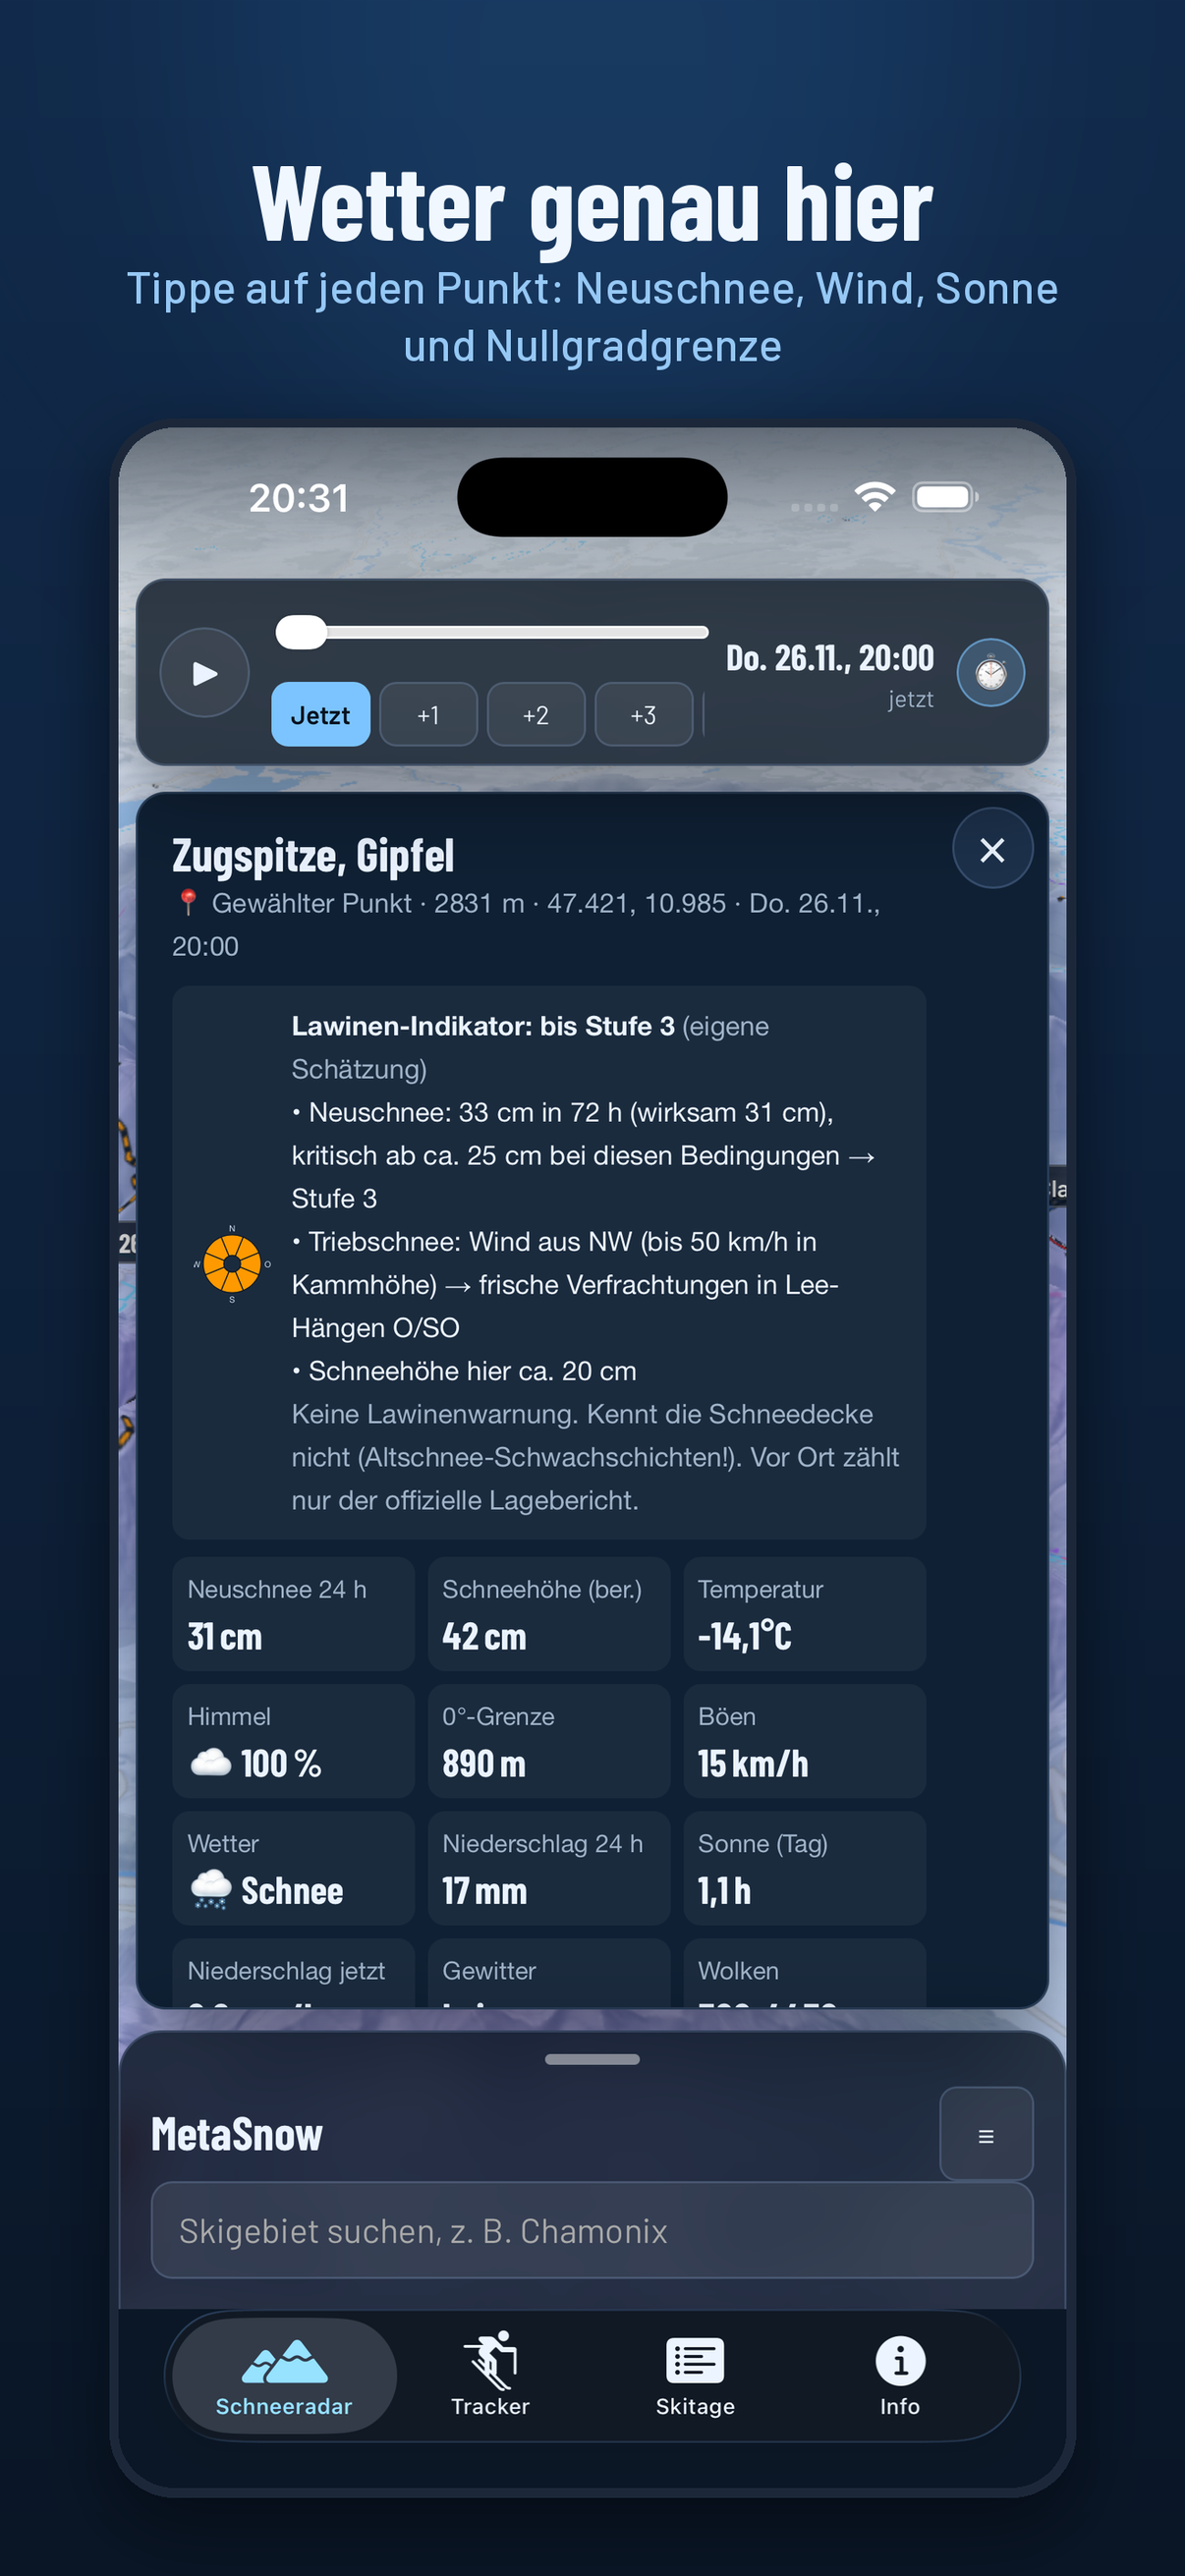 Wetter genau hier
Tippe auf jeden Punkt: Neuschnee, Wind, Sonne
und Nullgradgrenze
20:31
Do. 26.11., 20:00
jetzt
Jetzt
+1
+2
+3
Zugspitze, Gipfel
📍 Gewählter Punkt · 2831 m · 47.421, 10.985 · Do. 26.11.,
20:00
Lawinen-Indikator: bis Stufe 3 (eigene
Schätzung)
• Neuschnee: 33 cm in 72 h (wirksam 31 cm),
kritisch ab ca. 25 cm bei diesen Bedingungen →
Stufe 3
• Triebschnee: Wind aus NW (bis 50 km/h in
Kammhöhe) → frische Verfrachtungen in Lee-
Hängen O/SO
• Schneehöhe hier ca. 20 cm
Keine Lawinenwarnung. Kennt die Schneedecke
nicht (Altschnee-Schwachschichten!). Vor Ort zählt
nur der offizielle Lagebericht.
N
W
O
S
26
Neuschnee 24 h
31 cm
Schneehöhe (ber.)
42 cm
Temperatur
-14,1°C
Himmel
100 %
0°-Grenze
890 m
Böen
15 km/h
Wetter
Schnee
Niederschlag 24 h
17 mm
Sonne (Tag)
1,1 h
Niederschlag jetzt
Gewitter
Wolken
MetaSnow
Skigebiet suchen, z. B. Chamonix
Schneeradar
Tracker
Skitage
Info